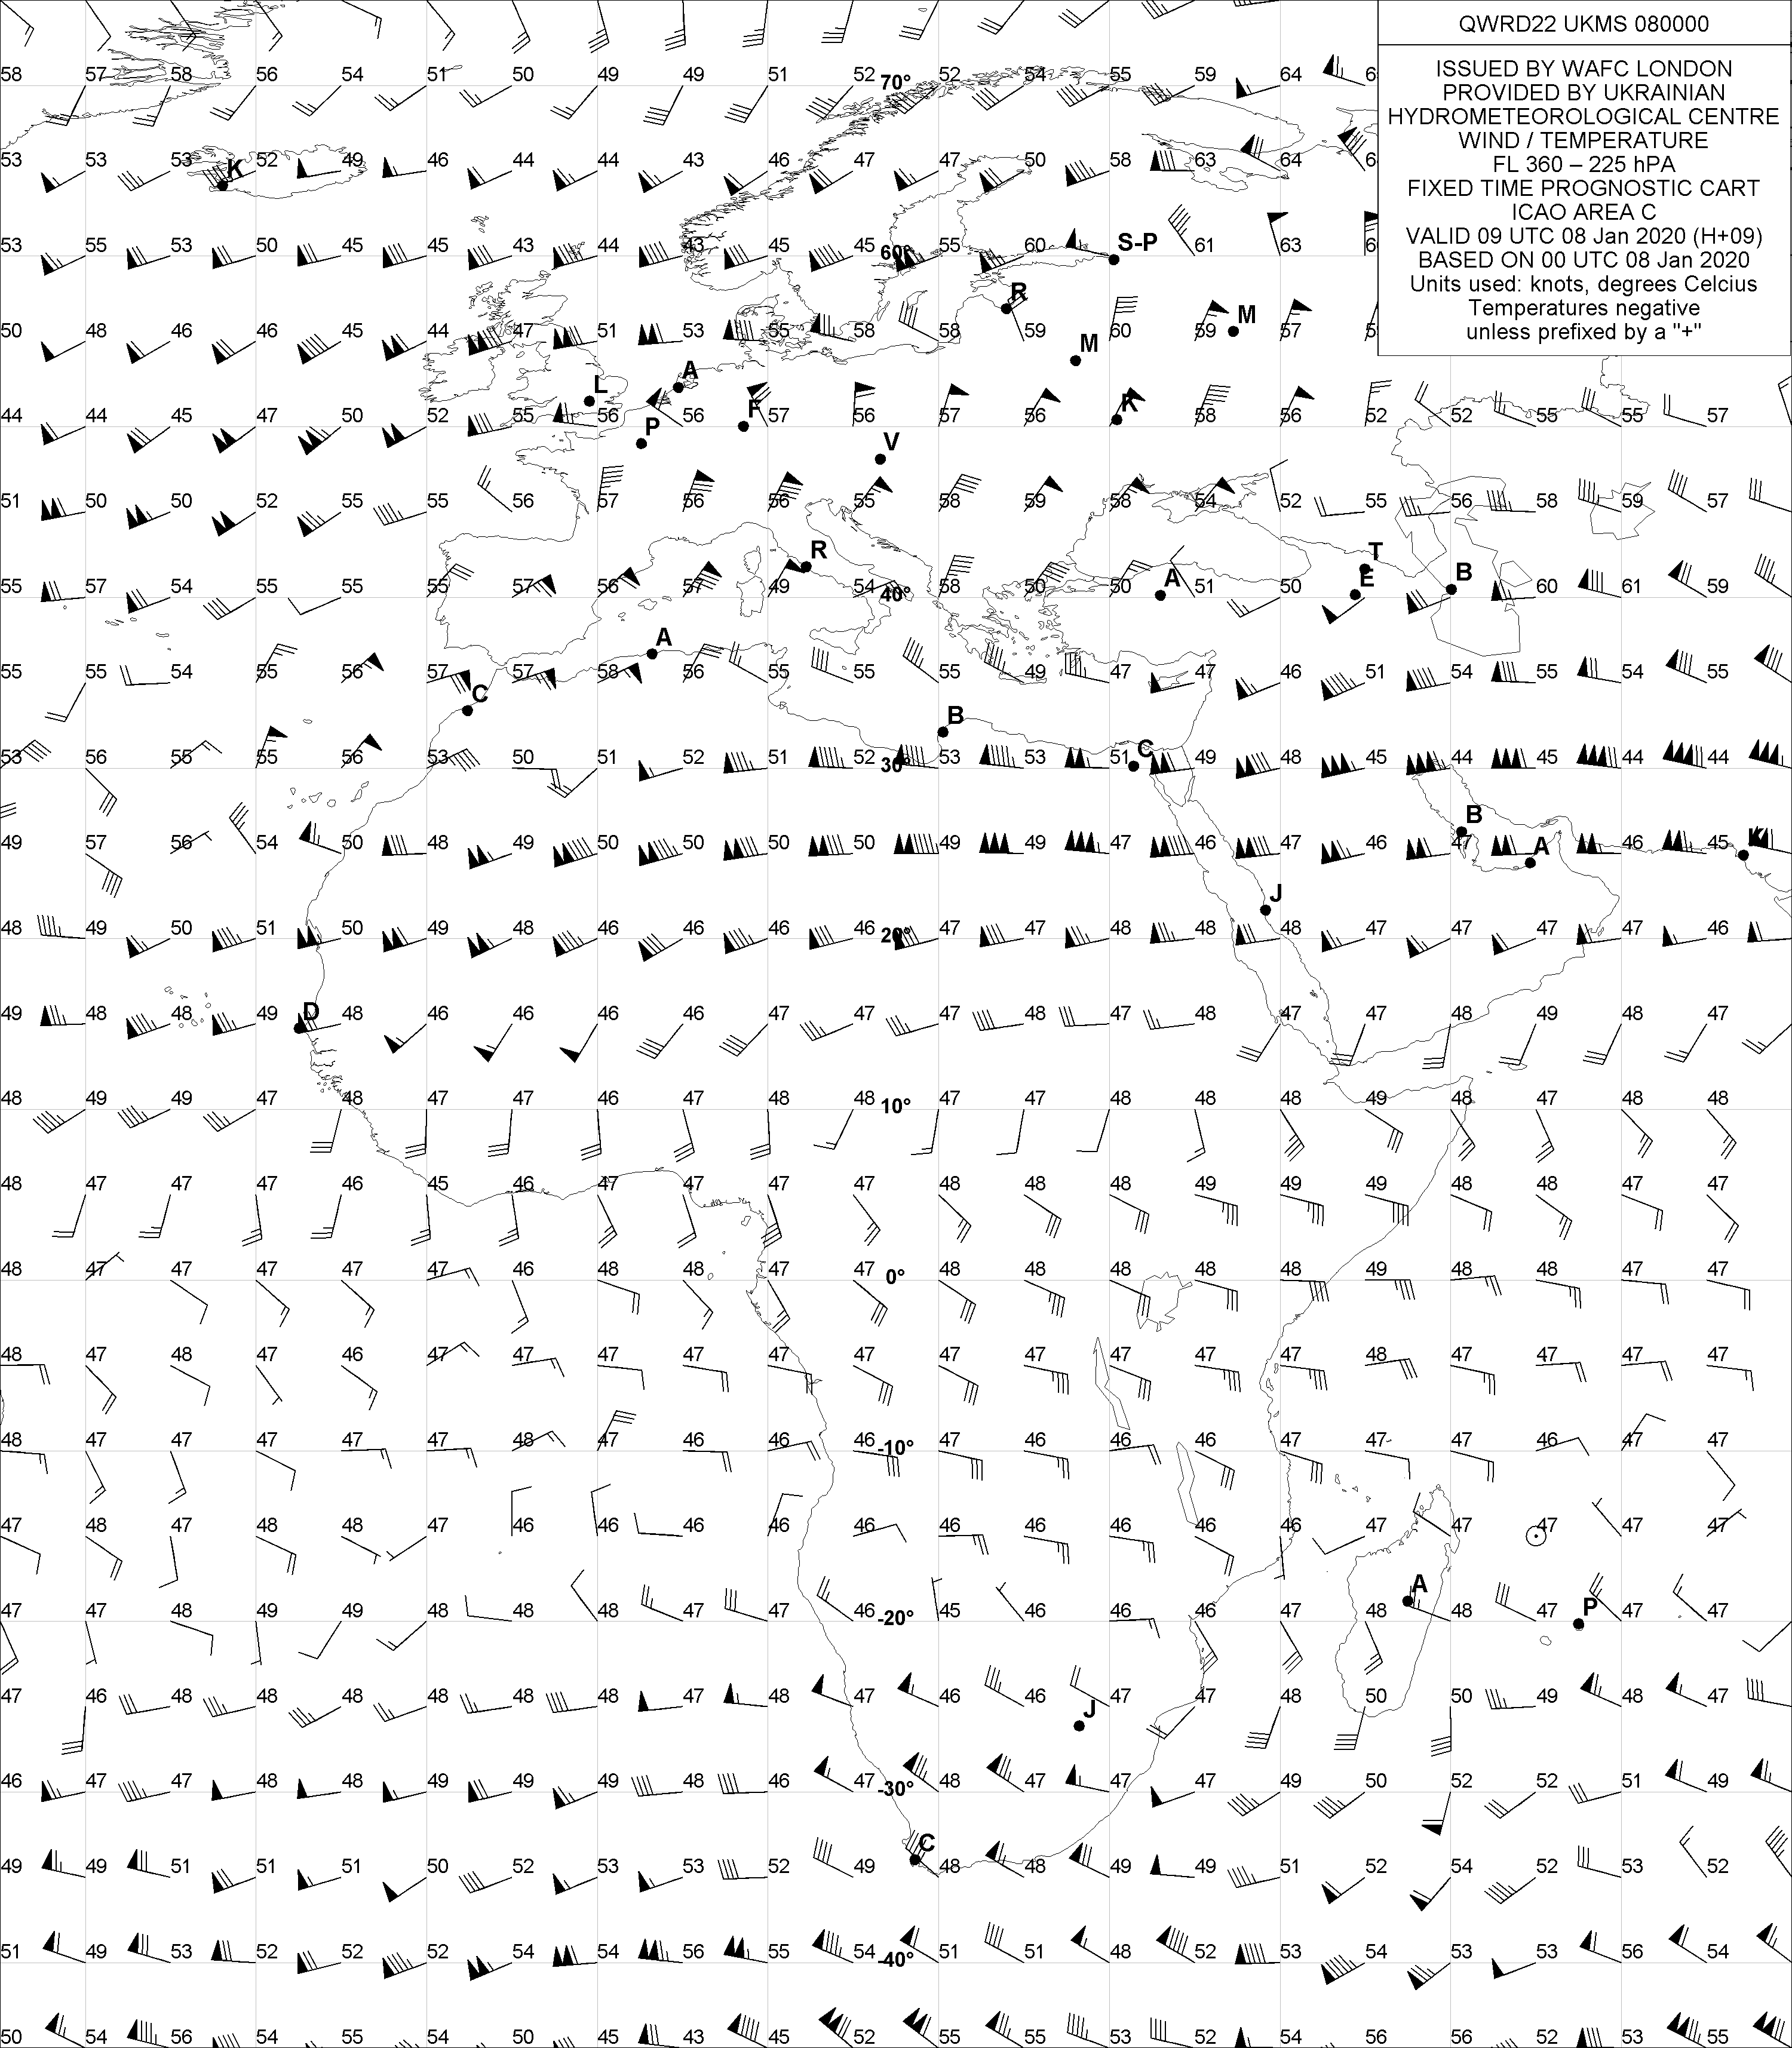 QWRD22 UKMS 080000
ISSUED BY WAFC LONDON
PROVIDED BY UKRAINIAN
HYDROMETEOROLOGICAL CENTRE
WIND / TEMPERATURE
FL 360 – 225 hPA
FIXED TIME PROGNOSTIC CART
ICAO AREA C
VALID 09 UTC 08 Jan 2020 (H+09)
BASED ON 00 UTC 08 Jan 2020
Units used: knots, degrees Celcius
Temperatures negative
unless prefixed by a "+"
58 57 58 56 54 51 50 49 49 51 52 70° 52 54 55 59 64 6
53 53 53 K 52 49 46 44 44 43 46 47 47 50 58 63 64 6
53 55 53 50 45 45 43 44 43 45 45 60° 55 60 S-P 61 63 6
R
50 48 46 46 45 44 47 51 53 55 58 58 59 M 60 59 M 57 5
L A
44 44 45 47 50 52 55 56 P 56 F 57 56 57 56 K 58 56 52 52 55 55 57
V
51 50 50 52 55 55 56 57 56 56 55 58 59 58 54 52 55 56 58 59 57
R T
55 57 54 55 55 55 57 56 57 49 54 40° 58 50 50 A 51 50 E B 60 61 59
A
55 55 54 55 56 57 C 57 58 56 55 55 55 49 47 47 46 51 54 55 54 55
B
53 56 55 55 56 53 50 51 52 51 52 30° 53 53 51 C 49 48 45 44 45 44 44
B
49 57 56 54 50 48 49 50 50 50 50 49 49 47 46 47 46 47 A 46 45 K
J
48 49 50 51 50 49 48 46 46 46 46 20° 47 47 48 48 48 47 47 47 47 46
D
49 48 48 49 48 46 46 46 46 47 47 47 48 47 48 47 47 48 49 48 47
48 49 49 47 48 47 47 46 47 48 48 10° 47 47 48 48 48 49 48 47 48 48
48 47 47 47 46 45 46 46 47 47 47 48 48 48 49 49 49 48 48 47 47
48 47 47 47 47 47 46 48 48 47 47 0° 48 48 48 48 48 49 48 48 47 47
48 47 48 47 46 47 47 47 47 47 47 47 47 47 47 47 48 47 47 47 47
48 47 47 47 47 47 48 47 46 46 46 -10° 47 46 46 46 47 47 47 46 47 47
47 48 47 48 48 47 46 46 46 46 46 46 46 46 46 46 47 47 47 47 47
A P
47 47 48 49 49 48 48 48 47 47 46 -20° 45 46 46 46 47 48 48 47 47 47
47 46 48 48 48 48 48 48 47 48 47 46 46 47 47 48 50 50 49 48 47
J
46 47 47 48 48 49 49 49 48 46 47 -30° 48 47 47 47 49 50 52 52 51 49
C
49 49 51 51 51 50 52 53 53 52 49 48 48 49 49 51 52 54 52 53 52
51 49 53 52 52 52 54 54 56 55 54 -40° 51 51 48 52 53 54 53 53 56 54
50 54 56 54 55 54 50 45 43 45 52 55 55 53 52 54 56 56 52 53 55